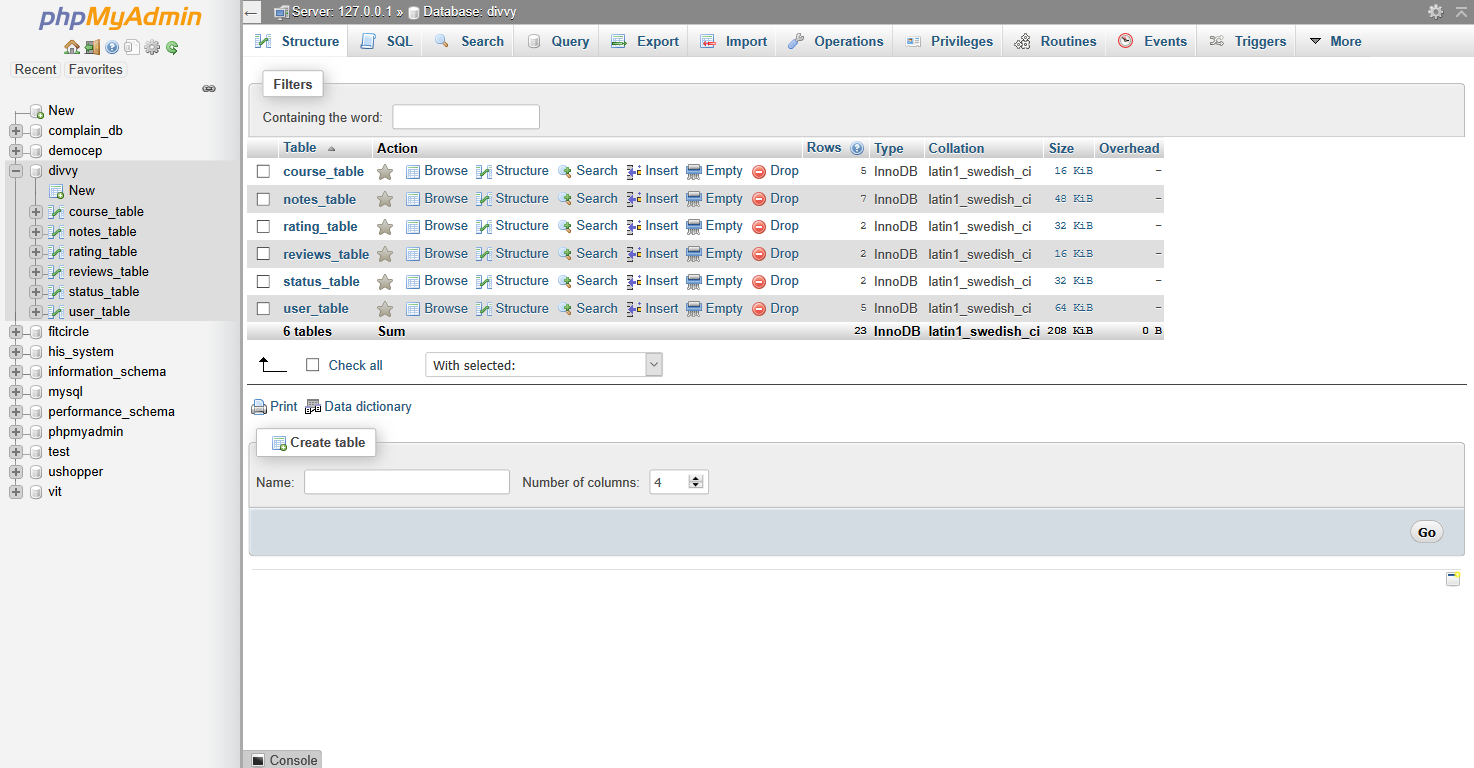 phpMyAdmin
Recent Favorites
New
complain_db
democep
divvy
New
course_table
notes_table
rating_table
reviews_table
status_table
user_table
fitcircle
his_system
information_schema
mysql
performance_schema
phpmyadmin
test
ushopper
vit
Server: 127.0.0.1 » Database: divvy
Structure SQL Search Query Export Import Operations Privileges Routines Events Triggers More
Filters
Containing the word:
Table Action Rows Type Collation Size Overhead
course_table Browse Structure Search Insert Empty Drop 5 InnoDB latin1_swedish_ci 16 KiB –
notes_table Browse Structure Search Insert Empty Drop 7 InnoDB latin1_swedish_ci 48 KiB –
rating_table Browse Structure Search Insert Empty Drop 2 InnoDB latin1_swedish_ci 32 KiB –
reviews_table Browse Structure Search Insert Empty Drop 2 InnoDB latin1_swedish_ci 16 KiB –
status_table Browse Structure Search Insert Empty Drop 2 InnoDB latin1_swedish_ci 32 KiB –
user_table Browse Structure Search Insert Empty Drop 5 InnoDB latin1_swedish_ci 64 KiB –
6 tables Sum 23 InnoDB latin1_swedish_ci 208 KiB 0 B
Check all With selected:
Print Data dictionary
Create table
Name: Number of columns: 4
Go
Console